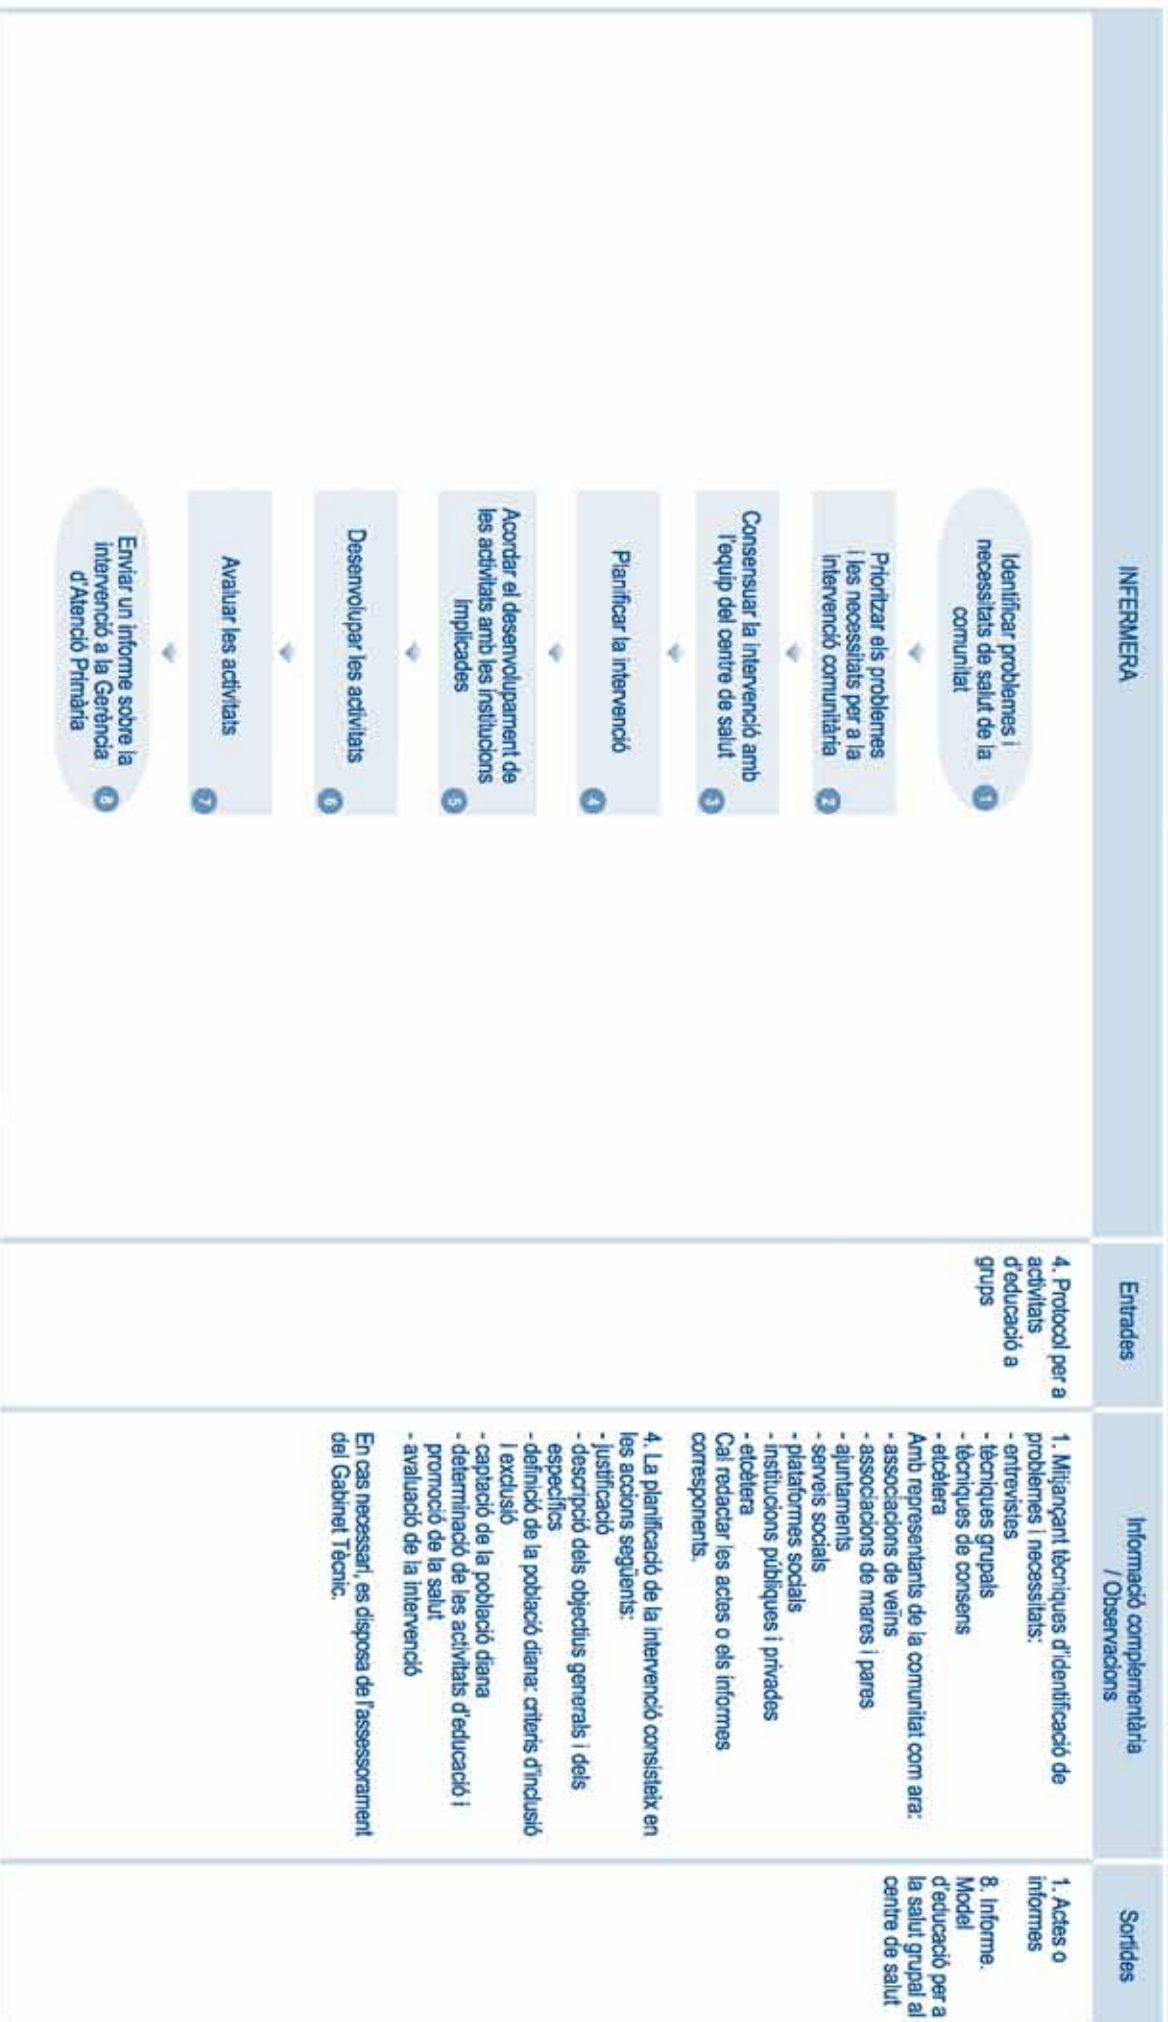 INFERMERA
Identificar problemes i
necessitats de salut de la
comunitat
1
Prioritzar els problemes
i les necessitats per a la
intervenció comunitària
2
Consensuar la intervenció amb
l'equip del centre de salut
3
Planificar la intervenció
4
Acordar el desenvolupament de
les activitats amb les institucions
implicades
5
Desenvolupar les activitats
6
Avaluar les activitats
7
Enviar un informe sobre la
intervenció a la Gerència
d'Atenció Primària
8
Entrades
4. Protocol per a
activitats
d'educació a
grups
Informació complementària
/ Observacions
1. Mitjançant tècniques d'identificació de
problemes i necessitats:
- entrevistes
- tècniques grupals
- tècniques de consens
- etcètera
Amb representants de la comunitat com ara:
- associacions de veïns
- associacions de mares i pares
- ajuntaments
- serveis socials
- plataformes socials
- institucions públiques i privades
- etcètera
Cal redactar les actes o els informes
corresponents.
4. La planificació de la intervenció consisteix en
les accions següents:
- justificació
- descripció dels objectius generals i dels
específics
- definició de la població diana: criteris d'inclusió
i exclusió
- captació de la població diana
- determinació de les activitats d'educació i
promoció de la salut
- avaluació de la intervenció
En cas necessari, es disposa de l'assessorament
del Gabinet Tècnic.
Sortides
1. Actes o
informes
8. Informe.
Model
d'educació per a
la salut grupal al
centre de salut